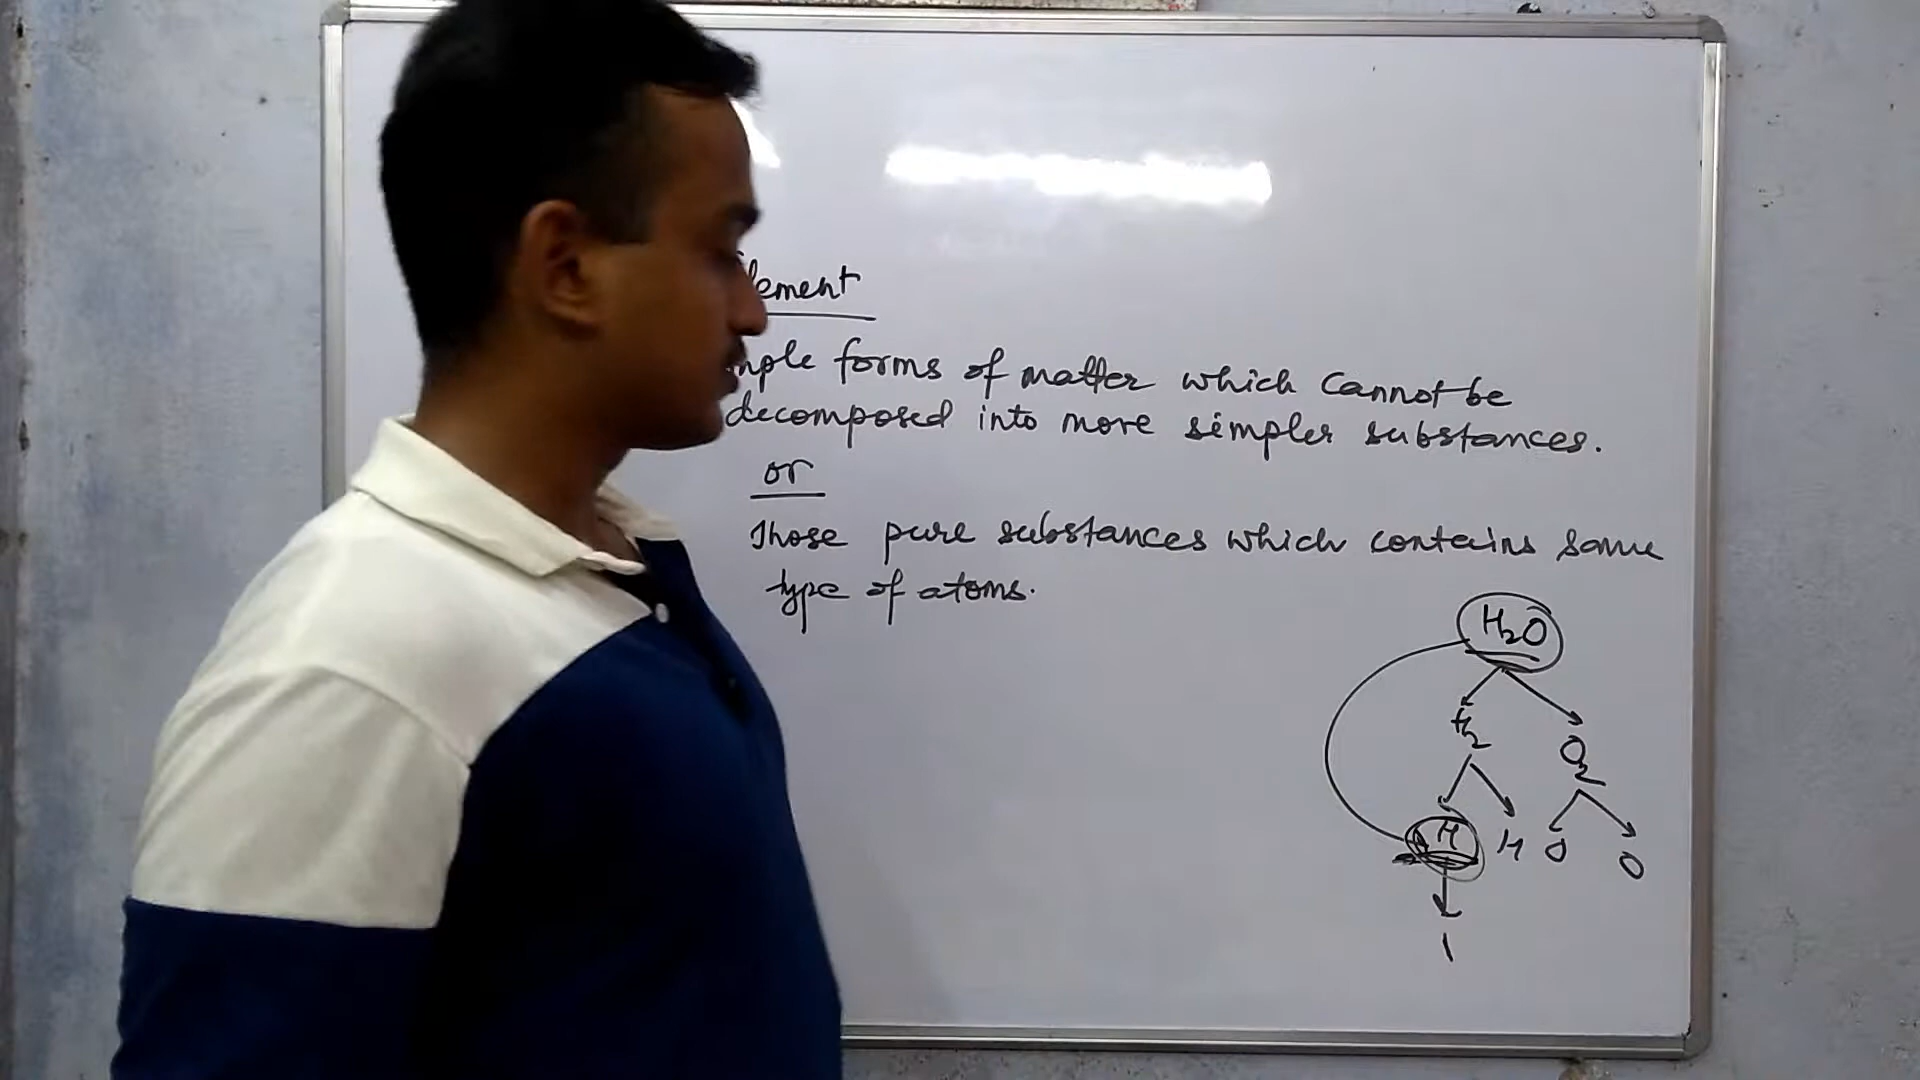 lement
mple forms of matter which cannot be
decomposed into more simpler substances.
or
Those pure substances which contains same
type of atoms.
H₂O
H₂ O₂
H H O O
1